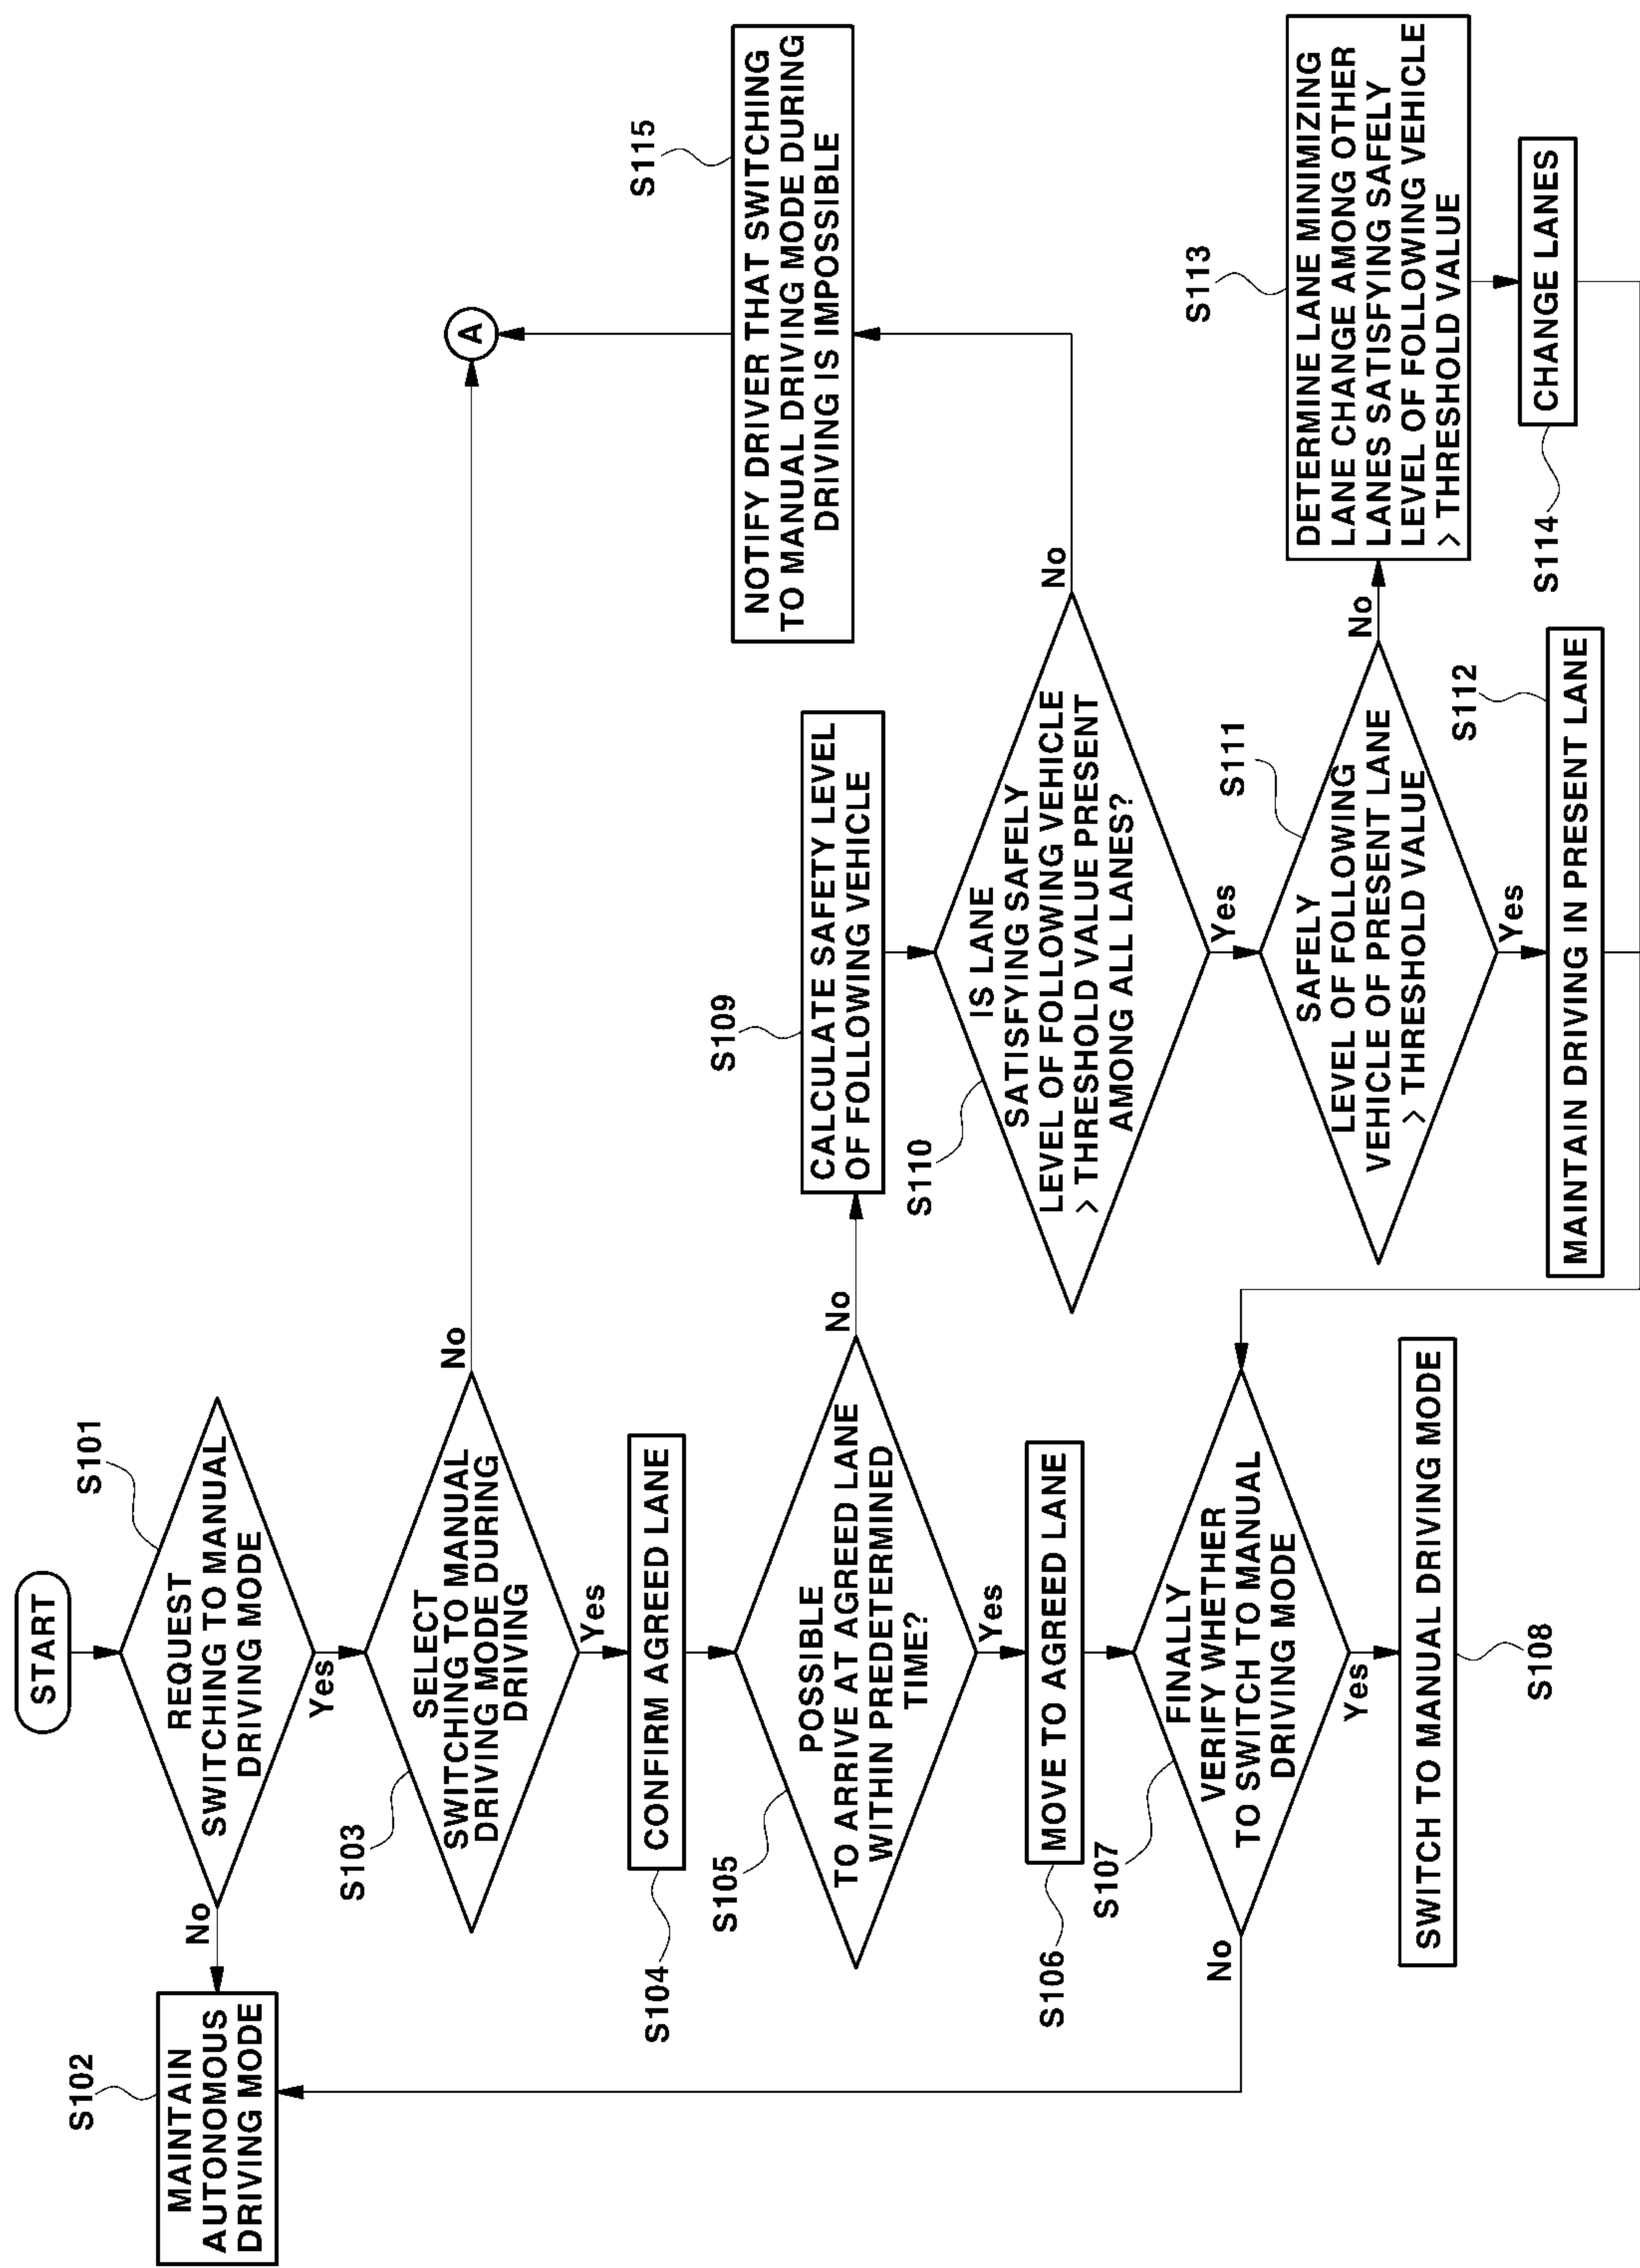 START
S101
REQUEST
SWITCHING TO MANUAL
DRIVING MODE
No
Yes
S102
MAINTAIN
AUTONOMOUS
DRIVING MODE
S103
SELECT
SWITCHING TO MANUAL
DRIVING MODE DURING
DRIVING
No
Yes
A
S104
CONFIRM AGREED LANE
S105
POSSIBLE
TO ARRIVE AT AGREED LANE
WITHIN PREDETERMINED
TIME?
No
Yes
S106
MOVE TO AGREED LANE
S107
FINALLY
VERIFY WHETHER
TO SWITCH TO MANUAL
DRIVING MODE
No
Yes
SWITCH TO MANUAL DRIVING MODE
S108
S109
CALCULATE SAFETY LEVEL
OF FOLLOWING VEHICLE
S110
IS LANE
SATISFYING SAFELY
LEVEL OF FOLLOWING VEHICLE
> THRESHOLD VALUE PRESENT
AMONG ALL LANES?
No
Yes
S111
SAFELY
LEVEL OF FOLLOWING
VEHICLE OF PRESENT LANE
> THRESHOLD VALUE
No
Yes
S112
MAINTAIN DRIVING IN PRESENT LANE
S115
NOTIFY DRIVER THAT SWITCHING
TO MANUAL DRIVING MODE DURING
DRIVING IS IMPOSSIBLE
S113
DETERMINE LANE MINIMIZING
LANE CHANGE AMONG OTHER
LANES SATISFYING SAFELY
LEVEL OF FOLLOWING VEHICLE
> THRESHOLD VALUE
S114
CHANGE LANES